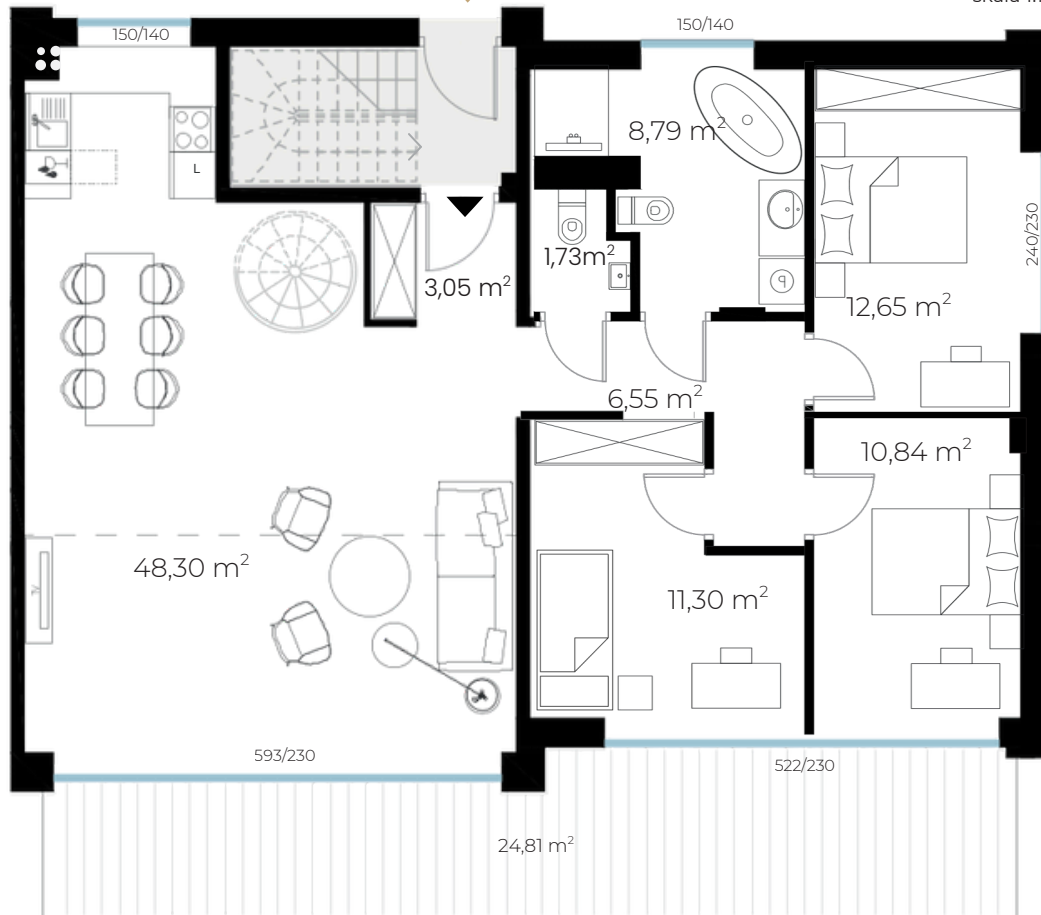 150/140
150/140
8,79 m²
L
240/230
1,73m²
3,05 m²
P
12,65 m²
6,55 m²
10,84 m²
48,30 m²
TV
11,30 m²
593/230
522/230
24,81 m²